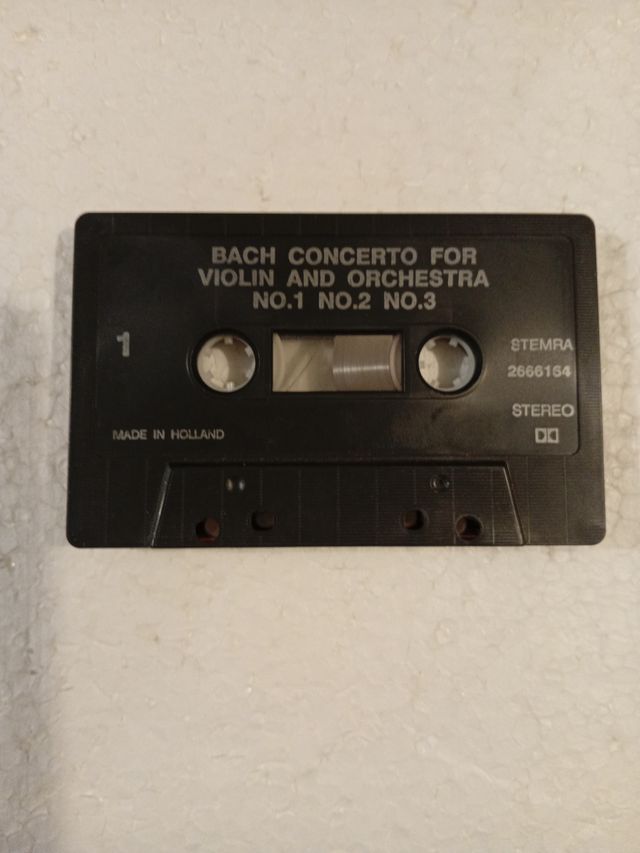 BACH CONCERTO FOR
VIOLIN AND ORCHESTRA
NO.1 NO.2 NO.3
1
STEMRA
2666164
STEREO
MADE IN HOLLAND